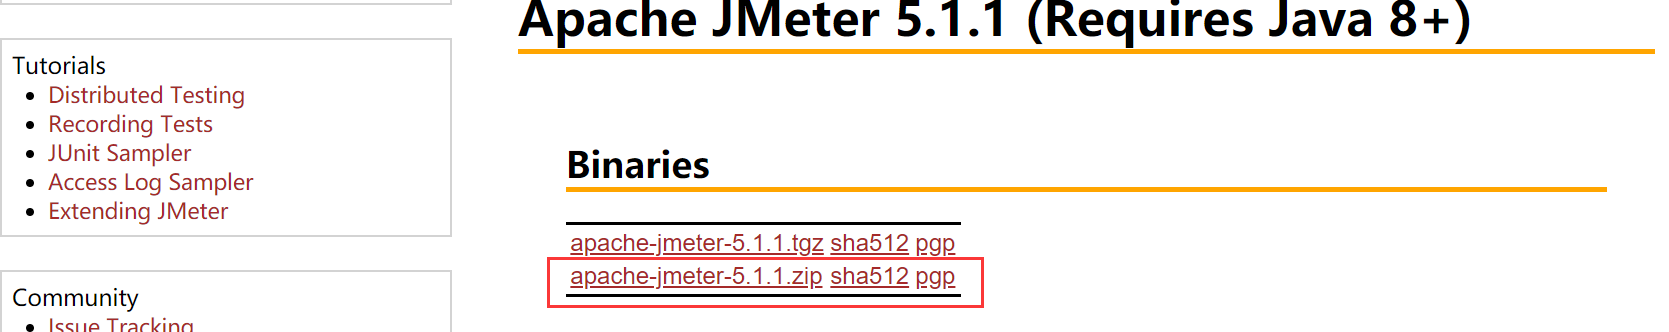 Tutorials
Distributed Testing
Recording Tests
JUnit Sampler
Access Log Sampler
Extending JMeter
Community
Issue Tracking
Apache JMeter 5.1.1 (Requires Java 8+)
Binaries
apache-jmeter-5.1.1.tgz sha512 pgp
apache-jmeter-5.1.1.zip sha512 pgp